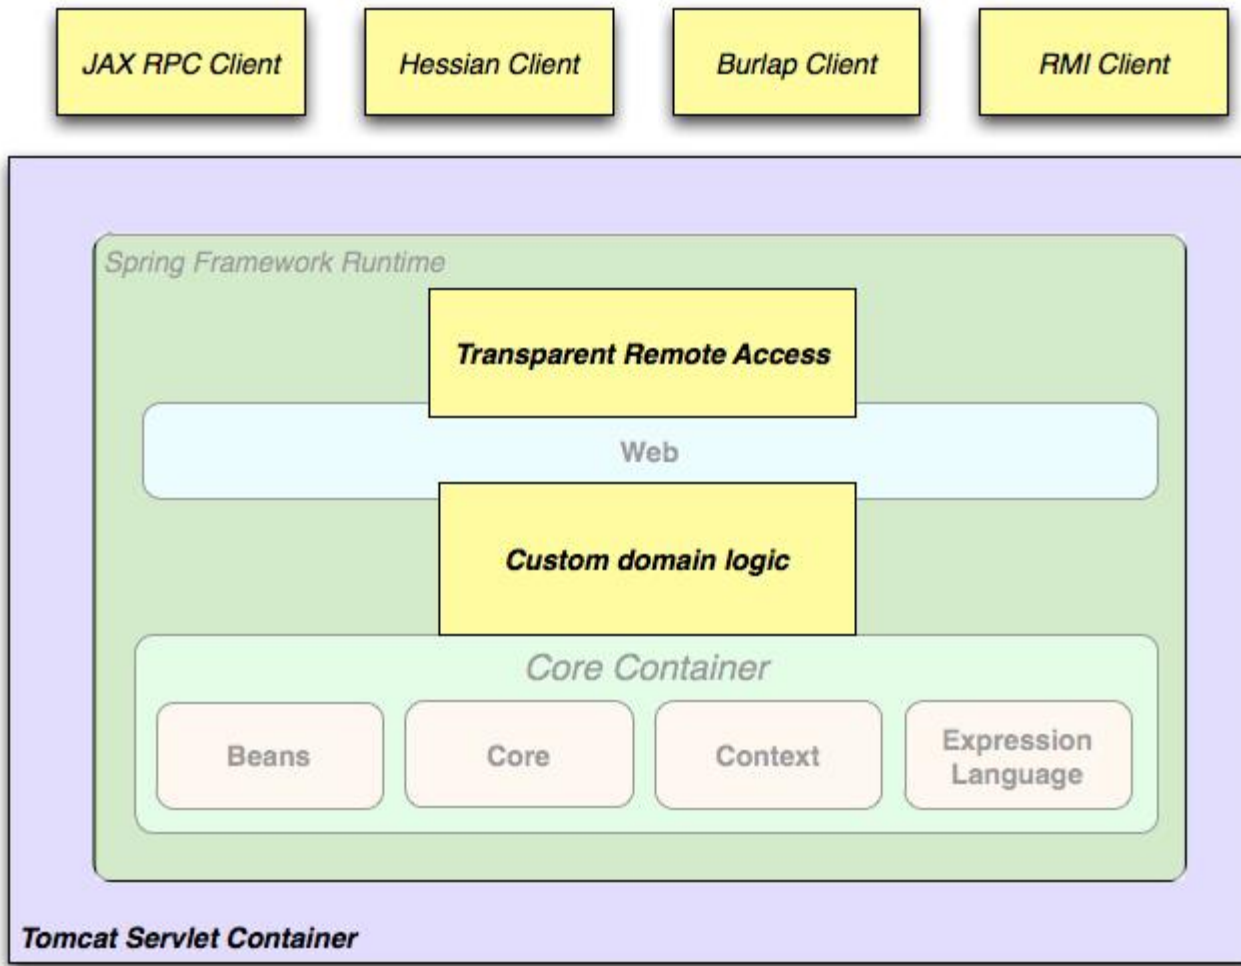 JAX RPC Client
Hessian Client
Burlap Client
RMI Client
Spring Framework Runtime
Transparent Remote Access
Web
Custom domain logic
Core Container
Beans
Core
Context
Expression
Language
Tomcat Servlet Container